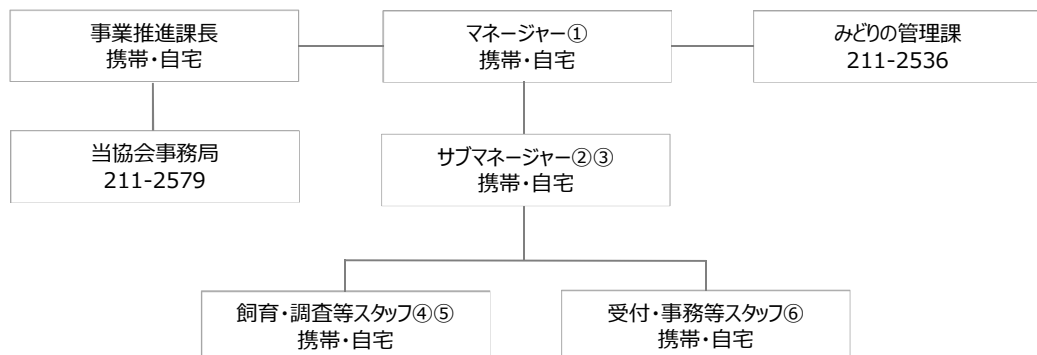 事業推進課長
携帯・自宅
マネージャー①
携帯・自宅
みどりの管理課
211-2536
当協会事務局
211-2579
サブマネージャー②③
携帯・自宅
飼育・調査等スタッフ④⑤
携帯・自宅
受付・事務等スタッフ⑥
携帯・自宅